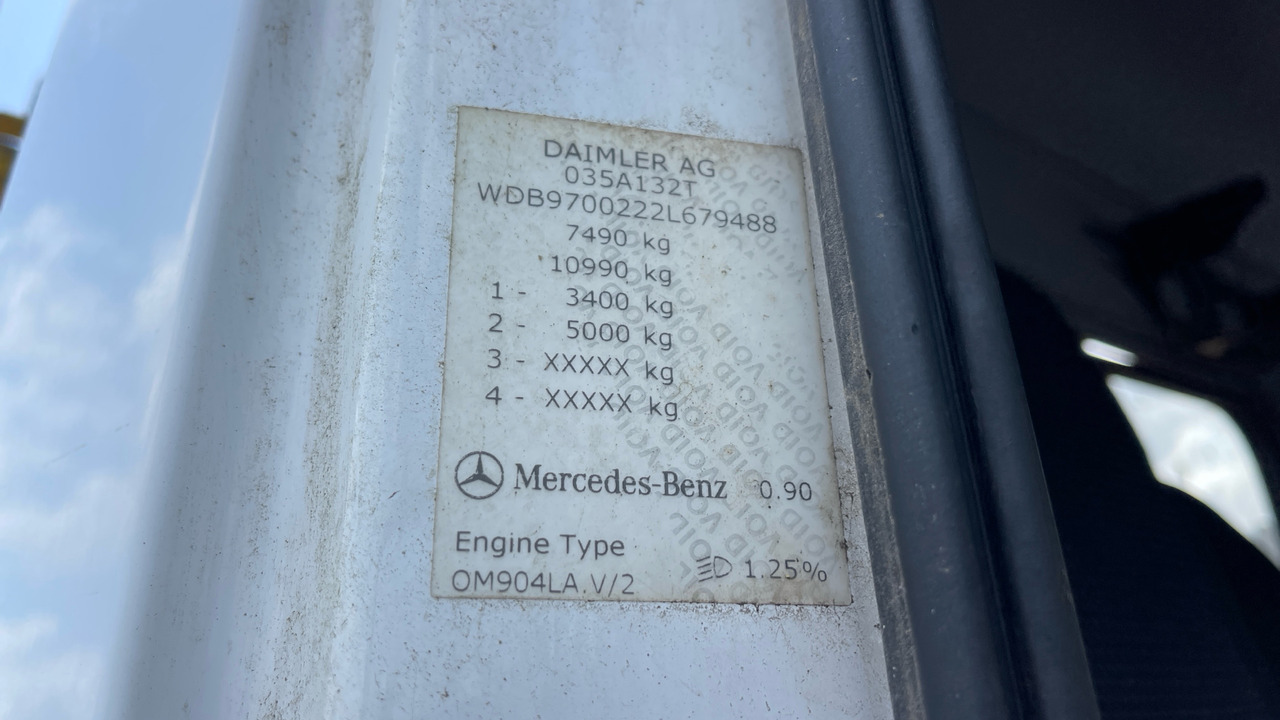 DAIMLER AG
035A132T
WDB9700222L679488
7490 kg
10990 kg
1 - 3400 kg
2 - 5000 kg
3 - XXXXX kg
4 - XXXXX kg
Mercedes-Benz 0.90
Engine Type
OM904LA.V/2 1.25%